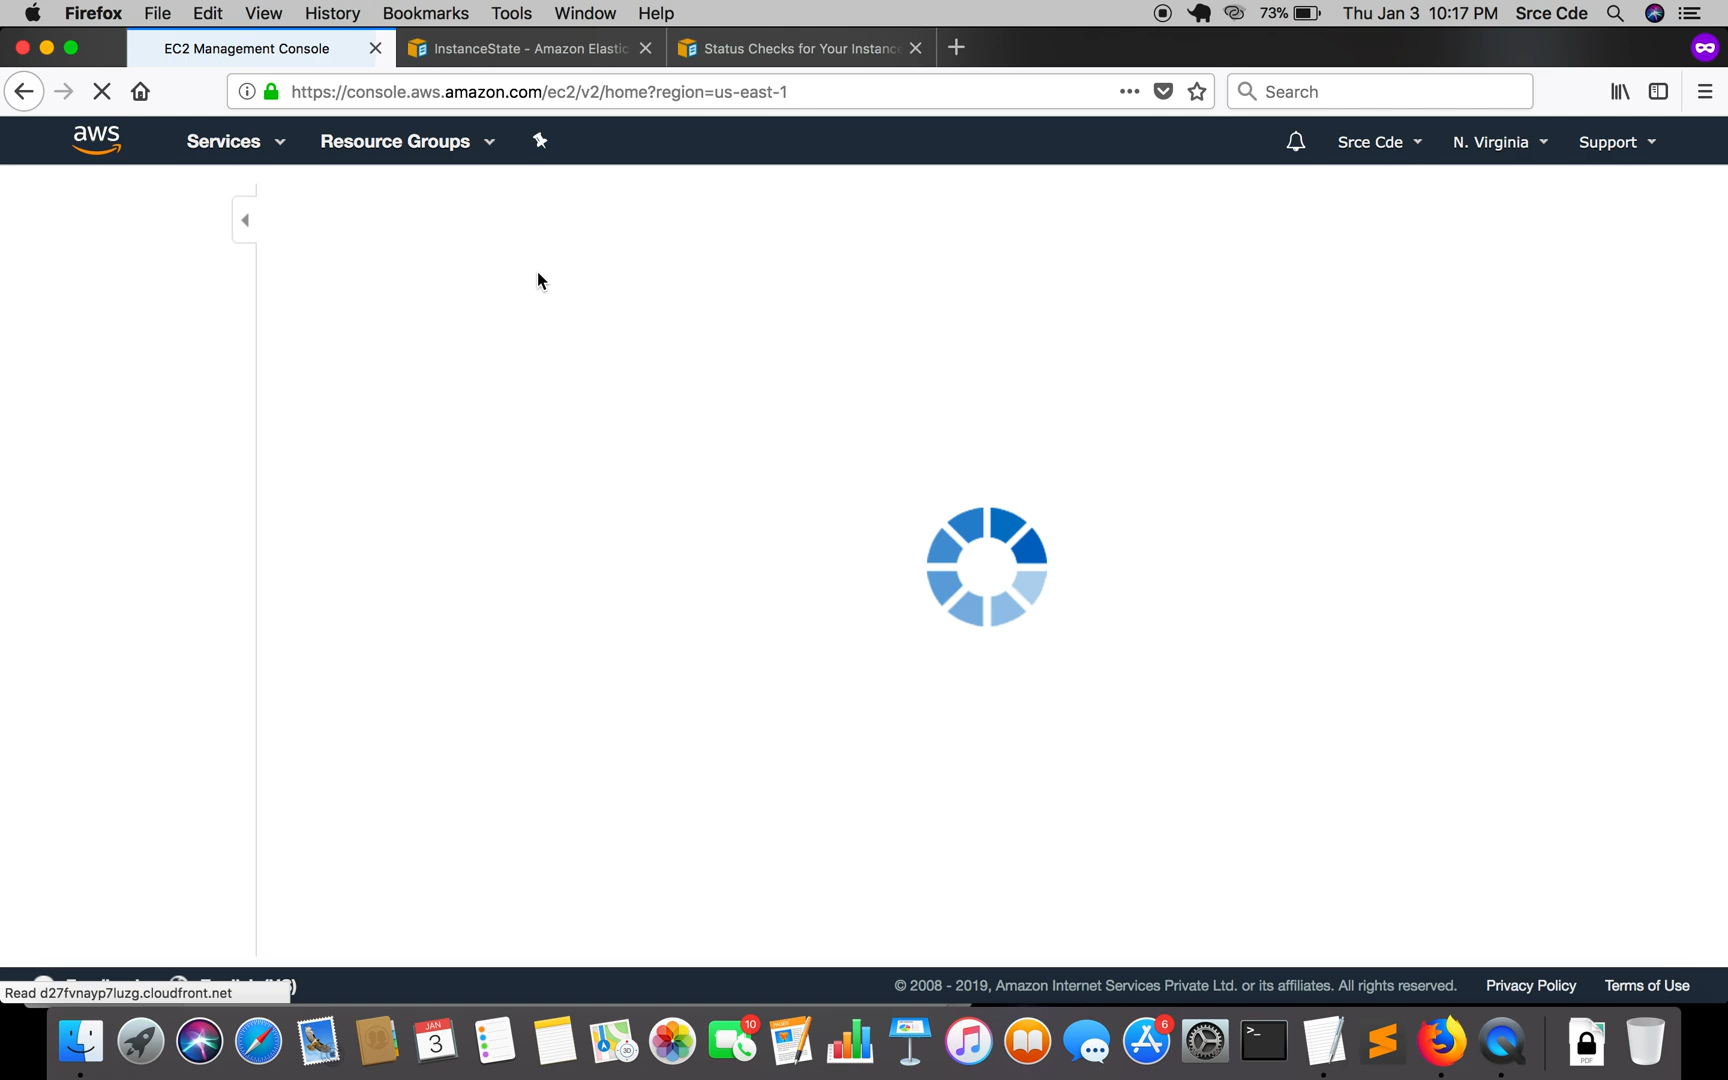 Firefox File Edit View History Bookmarks Tools Window Help 73% Thu Jan 3 10:17 PM Srce Cde
EC2 Management Console InstanceState - Amazon Elastic Status Checks for Your Instance
https://console.aws.amazon.com/ec2/v2/home?region=us-east-1 Search
aws Services Resource Groups Srce Cde N. Virginia Support
© 2008 - 2019, Amazon Internet Services Private Ltd. or its affiliates. All rights reserved. Privacy Policy Terms of Use
Read d27fvnayp7luzg.cloudfront.net
10 6
JAN
3
3D
PDF